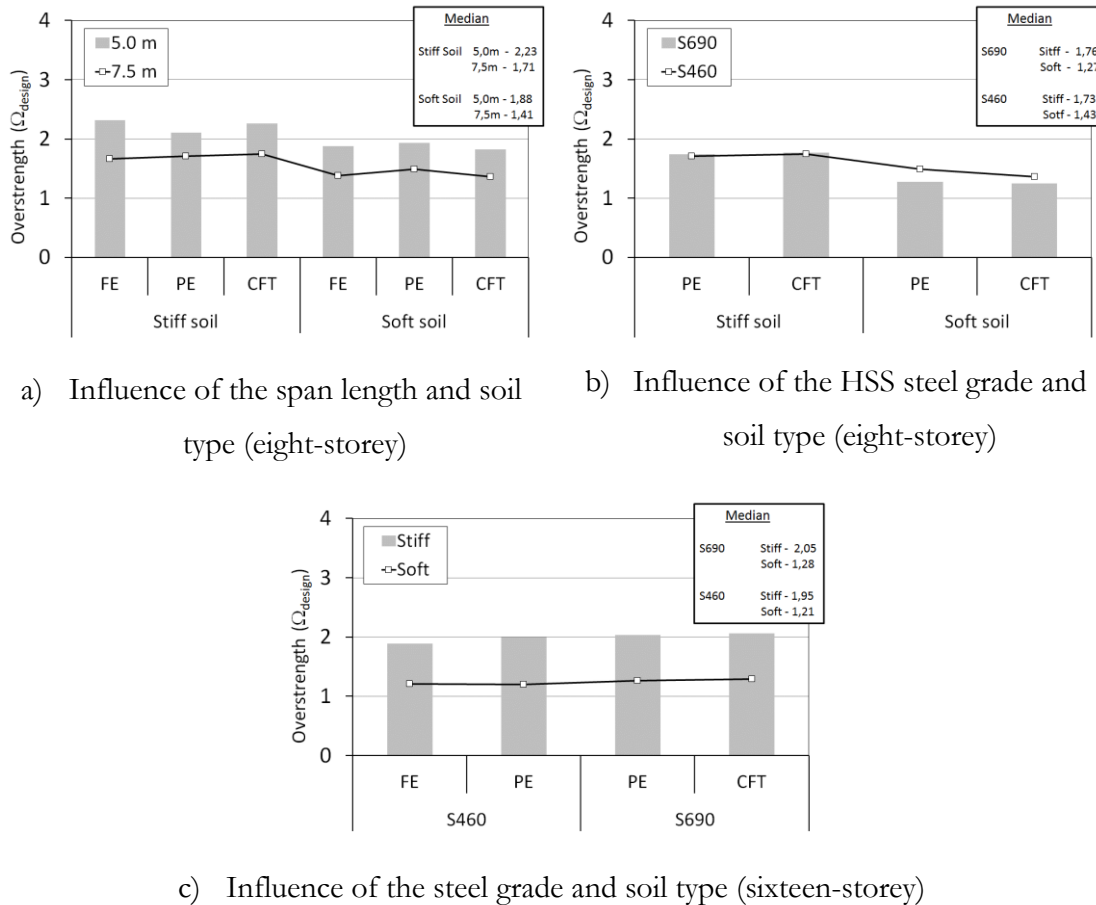 4
3
2
1
0
Overstrength (Ωdesign)
5.0 m
7.5 m
Median
Stiff Soil 5,0m - 2,23
7,5m - 1,71
Soft Soil 5,0m - 1,88
7,5m - 1,41
FE PE CFT FE PE CFT
Stiff soil Soft soil
a) Influence of the span length and soil
type (eight-storey)
4
3
2
1
0
Overstrength (Ωdesign)
S690
S460
Median
S690 Sitff - 1,76
Soft - 1,27
S460 Stiff - 1,73
Sotf - 1,43
PE CFT PE CFT
Stiff soil Soft soil
b) Influence of the HSS steel grade and
soil type (eight-storey)
4
3
2
1
0
Overstrength (Ωdesign)
Stiff
Soft
Median
S690 Stiff - 2,05
Soft - 1,28
S460 Stiff - 1,95
Soft - 1,21
FE PE PE CFT
S460 S690
c) Influence of the steel grade and soil type (sixteen-storey)